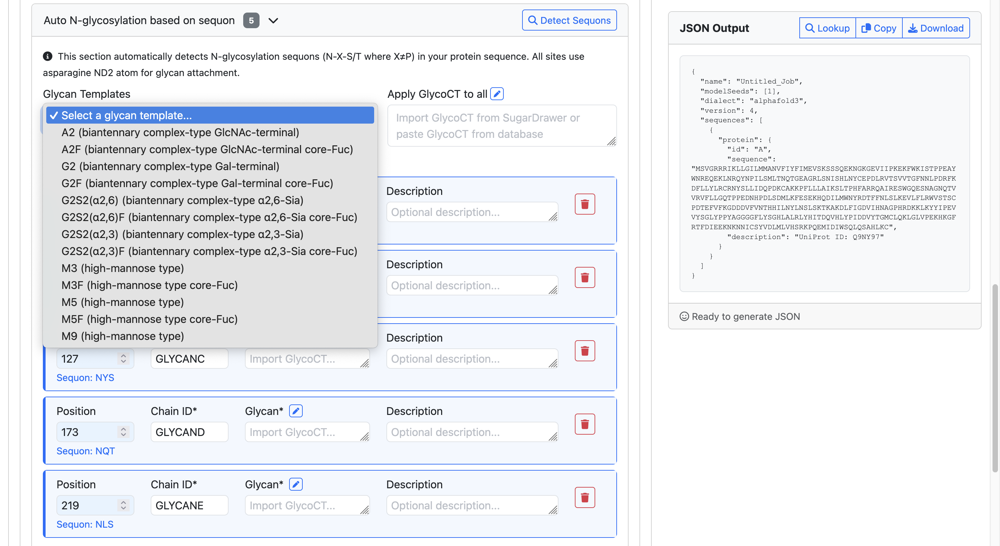 Auto N-glycosylation based on sequon 5
Detect Sequons
This section automatically detects N-glycosylation sequons (N-X-S/T where X≠P) in your protein sequence. All sites use
asparagine ND2 atom for glycan attachment.
Glycan Templates
✓ Select a glycan template...
A2 (biantennary complex-type GlcNAc-terminal)
A2F (biantennary complex-type GlcNAc-terminal core-Fuc)
G2 (biantennary complex-type Gal-terminal)
G2F (biantennary complex-type Gal-terminal core-Fuc)
G2S2(α2,6) (biantennary complex-type α2,6-Sia)
G2S2(α2,6)F (biantennary complex-type α2,6-Sia core-Fuc)
G2S2(α2,3) (biantennary complex-type α2,3-Sia)
G2S2(α2,3)F (biantennary complex-type α2,3-Sia core-Fuc)
M3 (high-mannose type)
M3F (high-mannose type core-Fuc)
M5 (high-mannose type)
M5F (high-mannose type core-Fuc)
M9 (high-mannose type)
Apply GlycoCT to all
Import GlycoCT from SugarDrawer or
paste GlycoCT from database
Description
Optional description...
Description
Optional description...
Description
127 GLYCANC Import GlycoCT... Optional description...
Sequon: NYS
Position Chain ID* Glycan* Description
173 GLYCAND Import GlycoCT... Optional description...
Sequon: NQT
Position Chain ID* Glycan* Description
219 GLYCANE Import GlycoCT... Optional description...
Sequon: NLS
JSON Output
Lookup Copy Download
{
"name": "Untitled_Job",
"modelSeeds": [1],
"dialect": "alphafold3",
"version": 4,
"sequences": [
{
"protein": {
"id": "A",
"sequence":
"MSVGRRRIKLLGILMMANVFIYFIMEVSKSSSQEKNGKGEVIIPKEKFWKISTPPEAY
WNREQEKLNRQYNPILSMLTNQTGEAGRLSNISHLNYCEPDLRVTSVVTGFNNLPDRFK
DFLLYLRCRNYSLLIDQPDKCAKKPFLLLAIKSLTPHFARRQAIRESWGQESNAGNQTV
VRVFLLGQTPPEDNHPDLSDMLKFESEKHQDILMWNYRDTFFNLSLKEVLFLRWVSTSC
PDTEFVFKGDDDVFVNTHHILNYLNSLSKTKAKDLFIGDVIHNAGPHRDKKLKYYIPEV
VYSGLYPPYAGGGGFLYSGHLALRLYHITDQVHLYPIDDVYTGMCLQKLGLVPEKHKGF
RTFDIEEKNKNNICSYVDLMLVHSRKPQEMIDIWSQLQSAHLKC",
"description": "UniProt ID: Q9NY97"
}
}
]
}
Ready to generate JSON